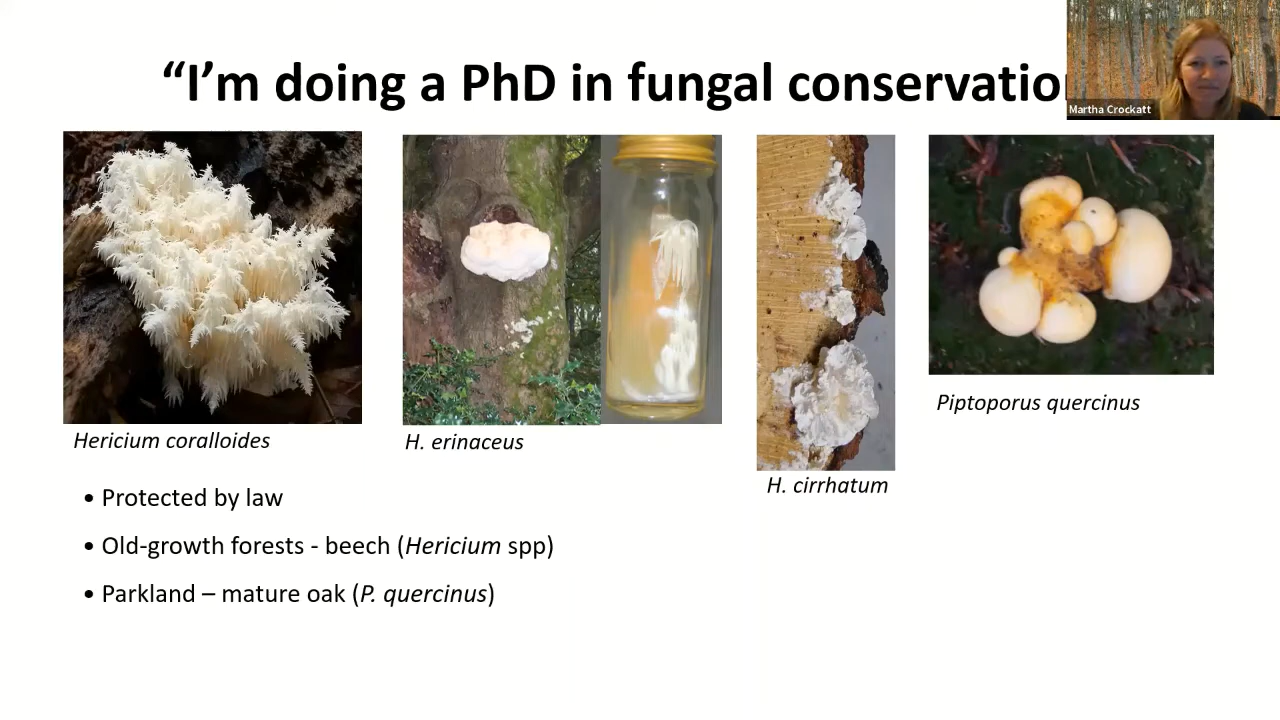 “I’m doing a PhD in fungal conservatio
Martha Crockatt
Hericium coralloides
H. erinaceus
H. cirrhatum
Piptoporus quercinus
• Protected by law
• Old-growth forests - beech (Hericium spp)
• Parkland – mature oak (P. quercinus)